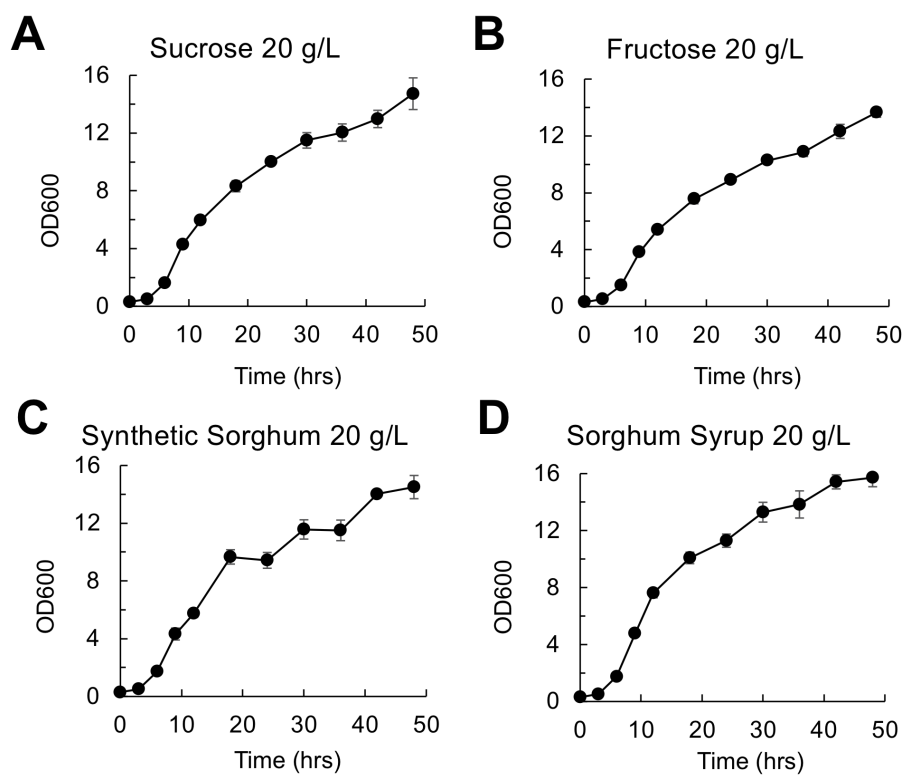 A
Sucrose 20 g/L
16
12
8
4
0
OD600
0 10 20 30 40 50
Time (hrs)
B
Fructose 20 g/L
16
12
8
4
0
OD600
0 10 20 30 40 50
Time (hrs)
C
Synthetic Sorghum 20 g/L
16
12
8
4
0
OD600
0 10 20 30 40 50
Time (hrs)
D
Sorghum Syrup 20 g/L
16
12
8
4
0
OD600
0 10 20 30 40 50
Time (hrs)